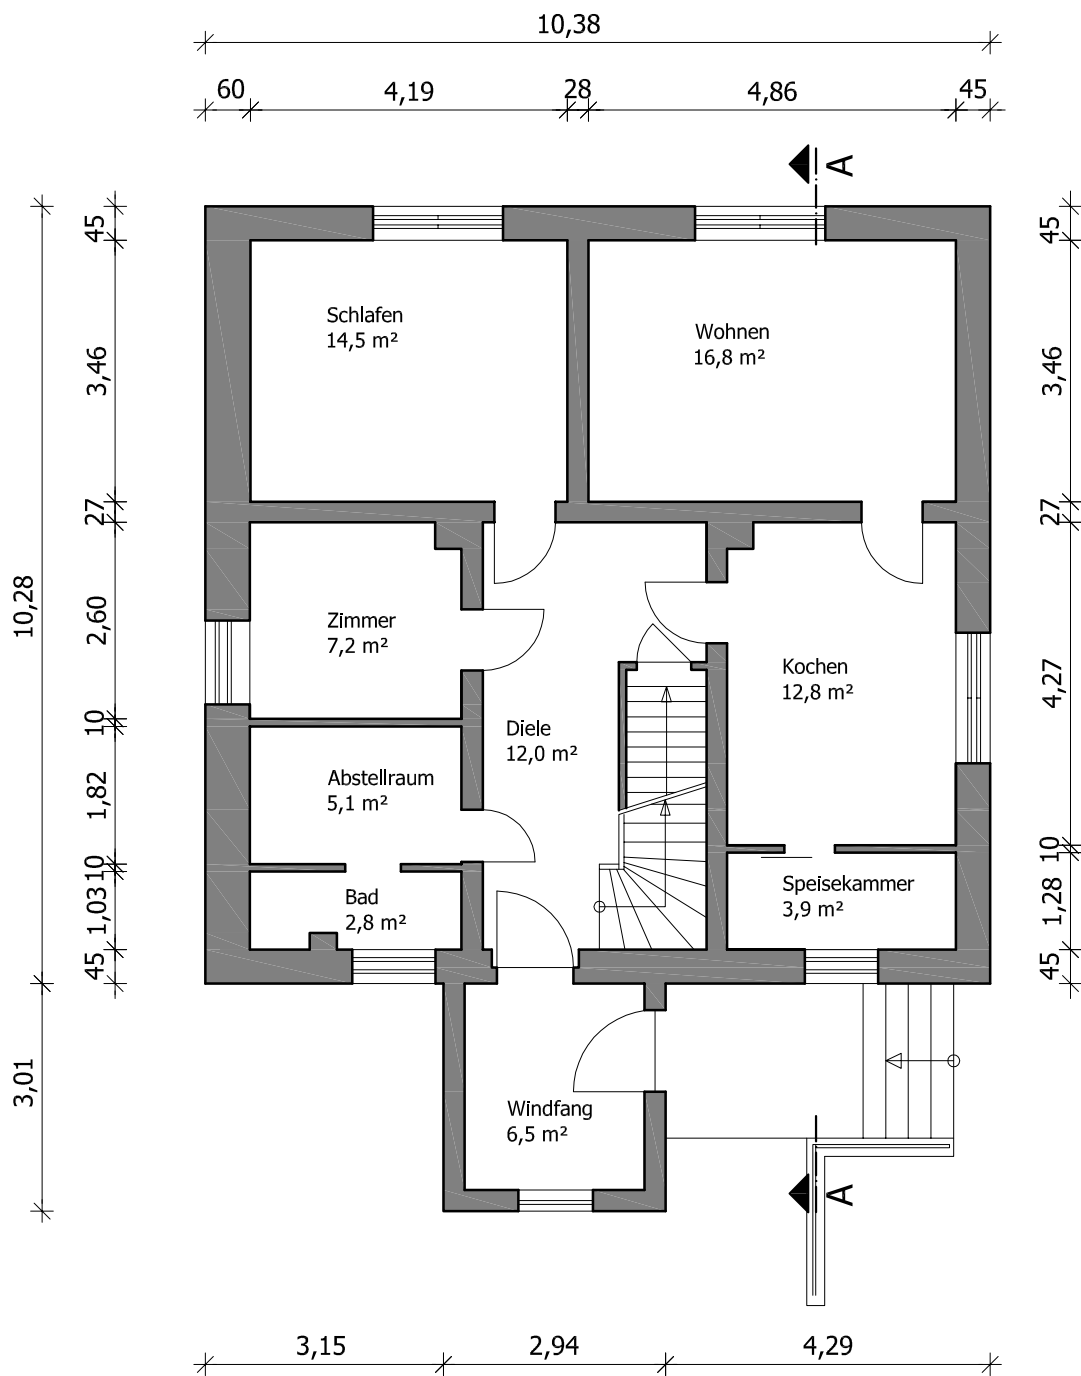 10,38
60
4,19
28
4,86
45
A
45
3,46
27
2,60
10
1,82
10
1,03
45
10,28
3,01
45
3,46
27
4,27
10
1,28
45
Schlafen
14,5 m²
Wohnen
16,8 m²
Zimmer
7,2 m²
Kochen
12,8 m²
Diele
12,0 m²
Abstellraum
5,1 m²
Bad
2,8 m²
Speisekammer
3,9 m²
Windfang
6,5 m²
A
3,15
2,94
4,29